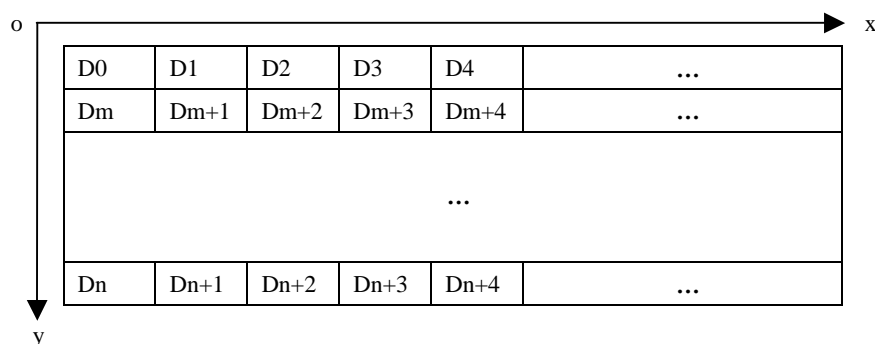 o x
D0 D1 D2 D3 D4 ...
Dm Dm+1 Dm+2 Dm+3 Dm+4 ...
...
Dn Dn+1 Dn+2 Dn+3 Dn+4 ...
y